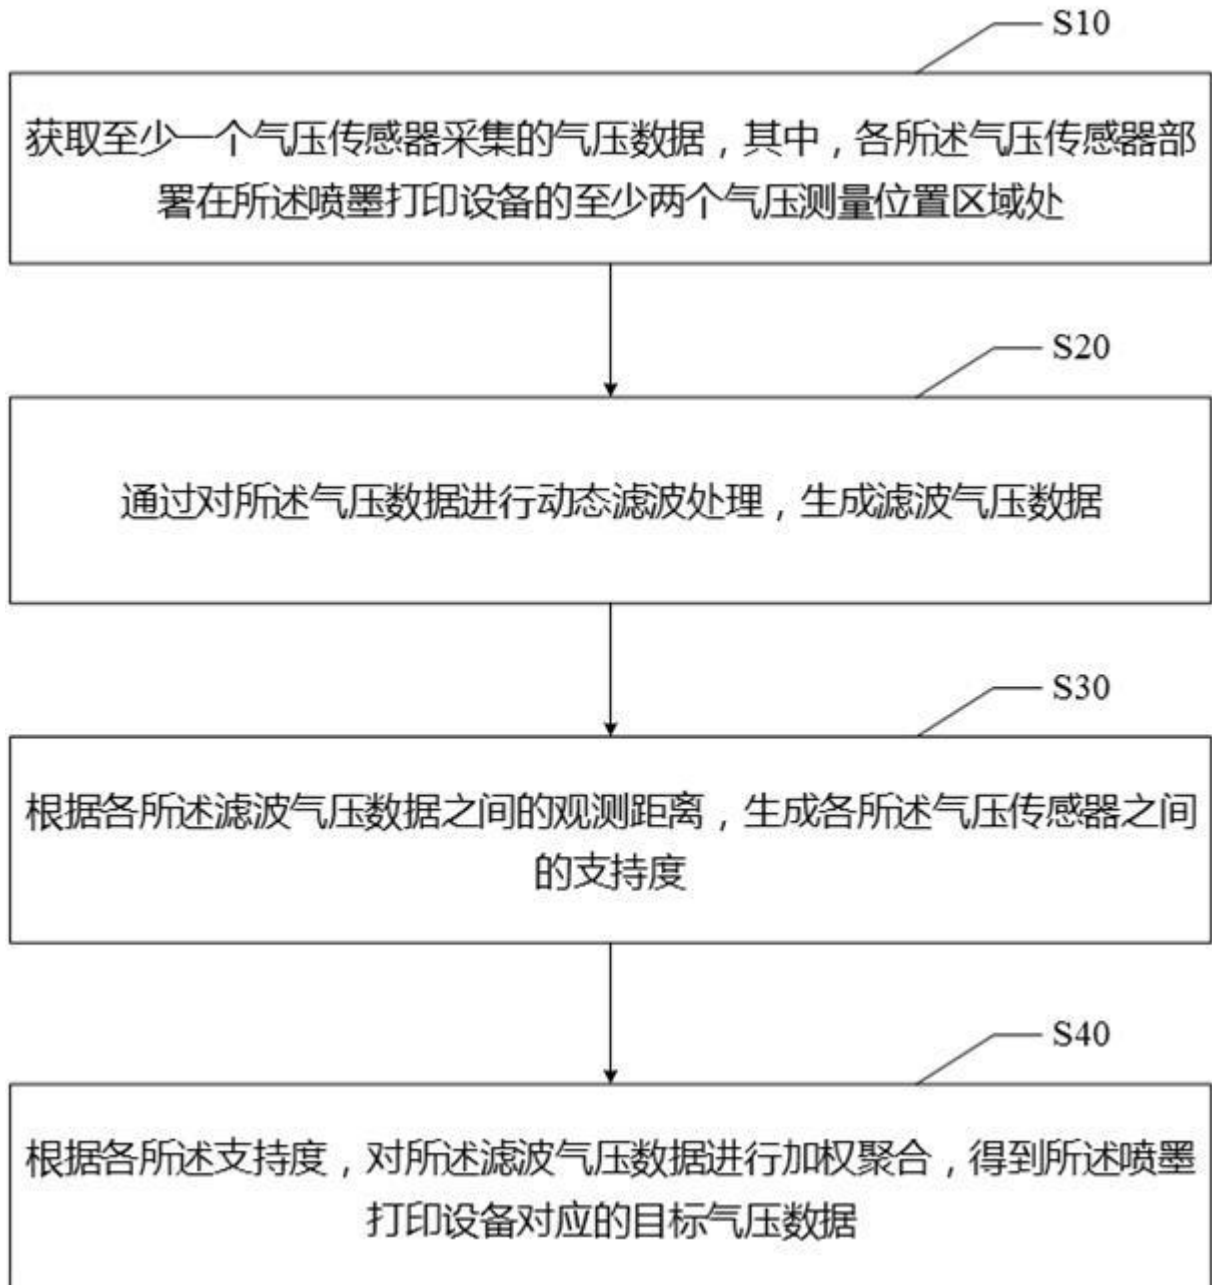 S10
获取至少一个气压传感器采集的气压数据，其中，各所述气压传感器部
署在所述喷墨打印设备的至少两个气压测量位置区域处
S20
通过对所述气压数据进行动态滤波处理，生成滤波气压数据
S30
根据各所述滤波气压数据之间的观测距离，生成各所述气压传感器之间
的支持度
S40
根据各所述支持度，对所述滤波气压数据进行加权聚合，得到所述喷墨
打印设备对应的目标气压数据